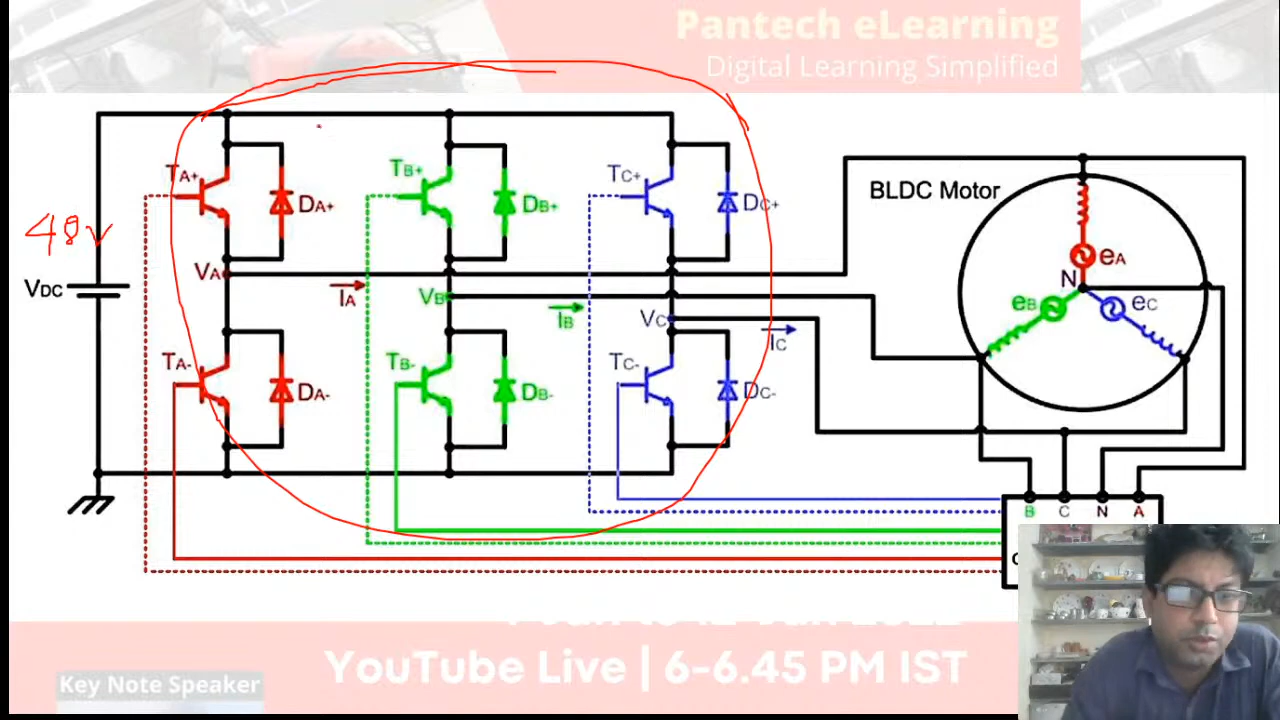 Pantech eLearning
Digital Learning Simplified
TA+
DA+
TB+
DB+
TC+
DC+
BLDC Motor
48V
VDC
VA
IA
VB
IB
VC
IC
eA
N
eB
eC
TA-
DA-
TB-
DB-
TC-
DC-
B C N A
YouTube Live | 6-6.45 PM IST
Key Note Speaker